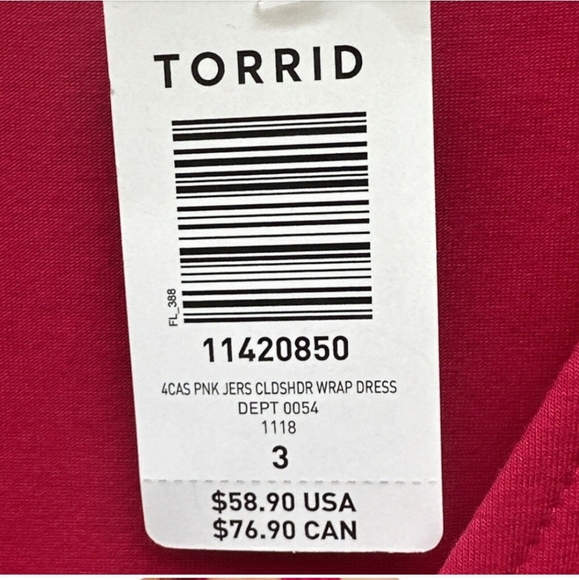 TORRID
FL_388
11420850
4CAS PNK JERS CLDSHDR WRAP DRESS
DEPT 0054
1118
3
$58.90 USA
$76.90 CAN